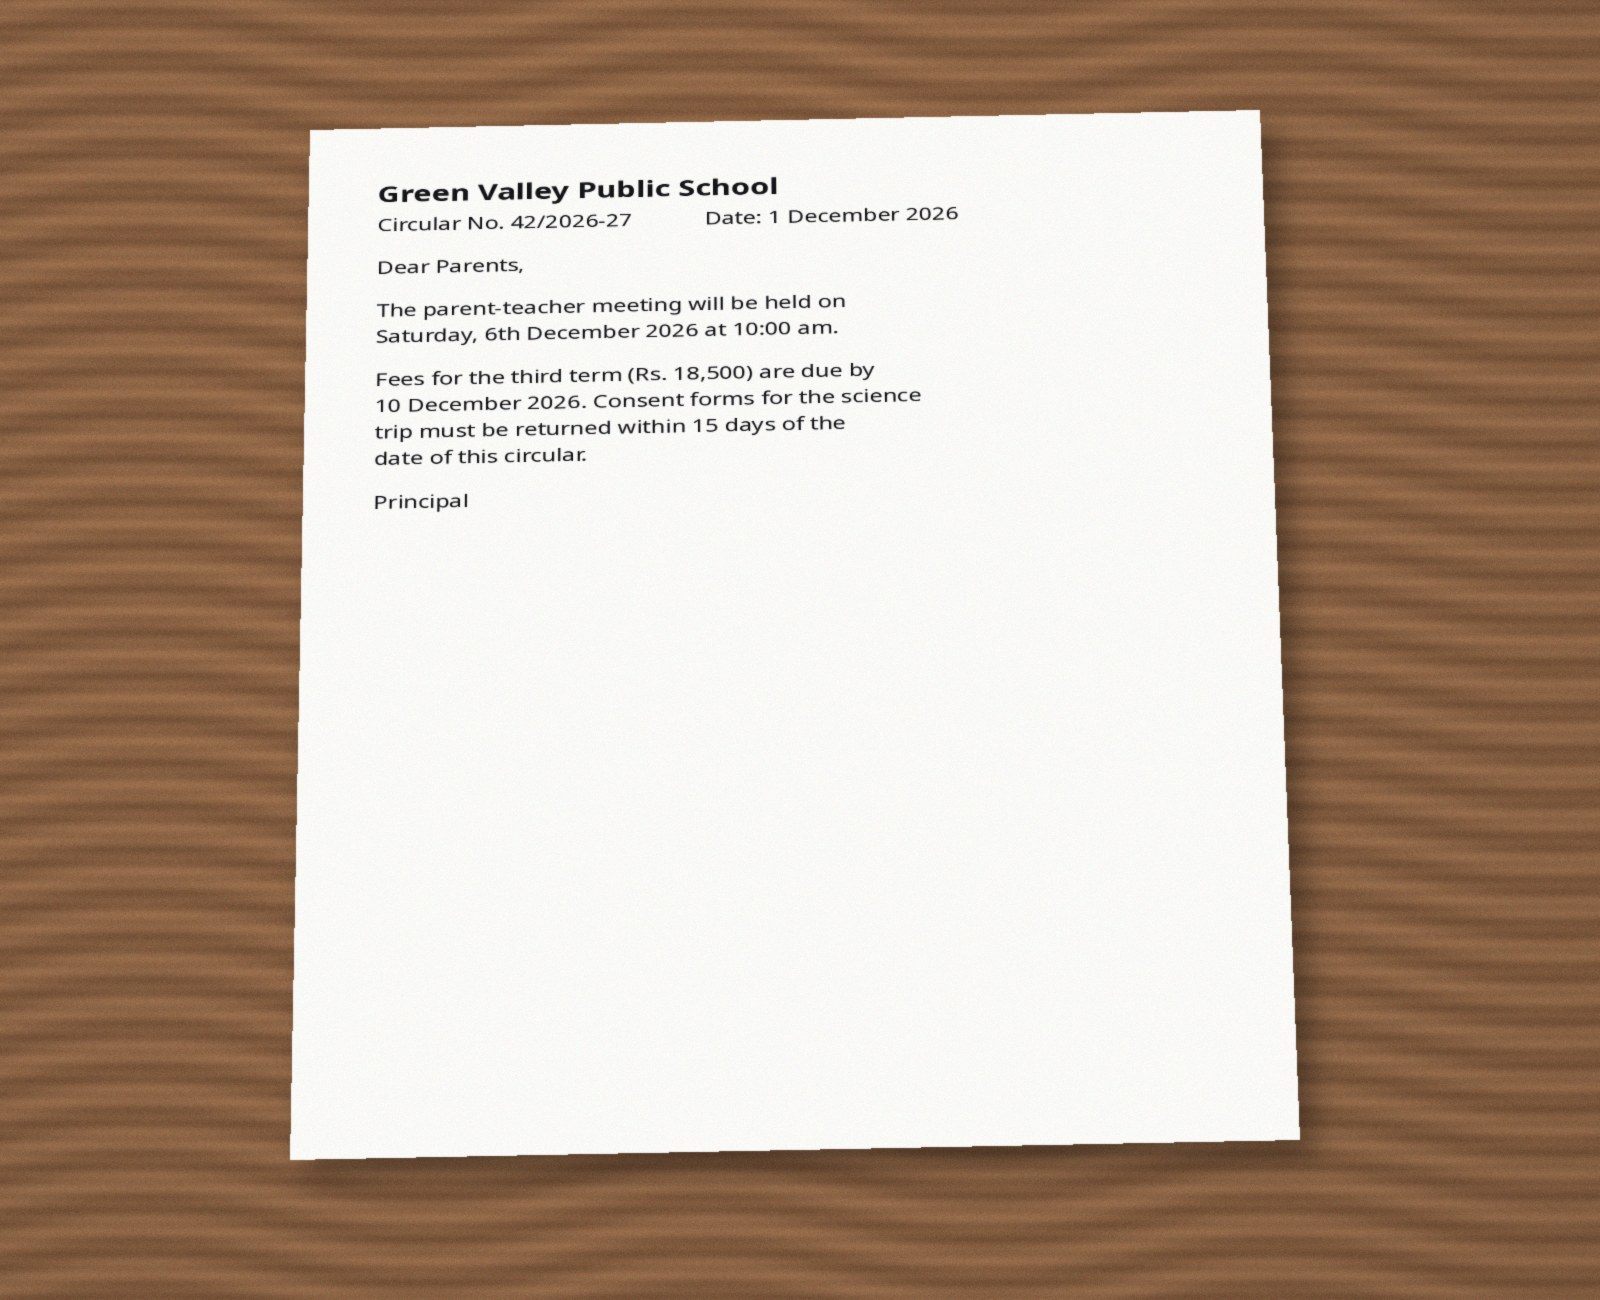 Green Valley Public School
Circular No. 42/2026-27 Date: 1 December 2026
Dear Parents,
The parent-teacher meeting will be held on
Saturday, 6th December 2026 at 10:00 am.
Fees for the third term (Rs. 18,500) are due by
10 December 2026. Consent forms for the science
trip must be returned within 15 days of the
date of this circular.
Principal